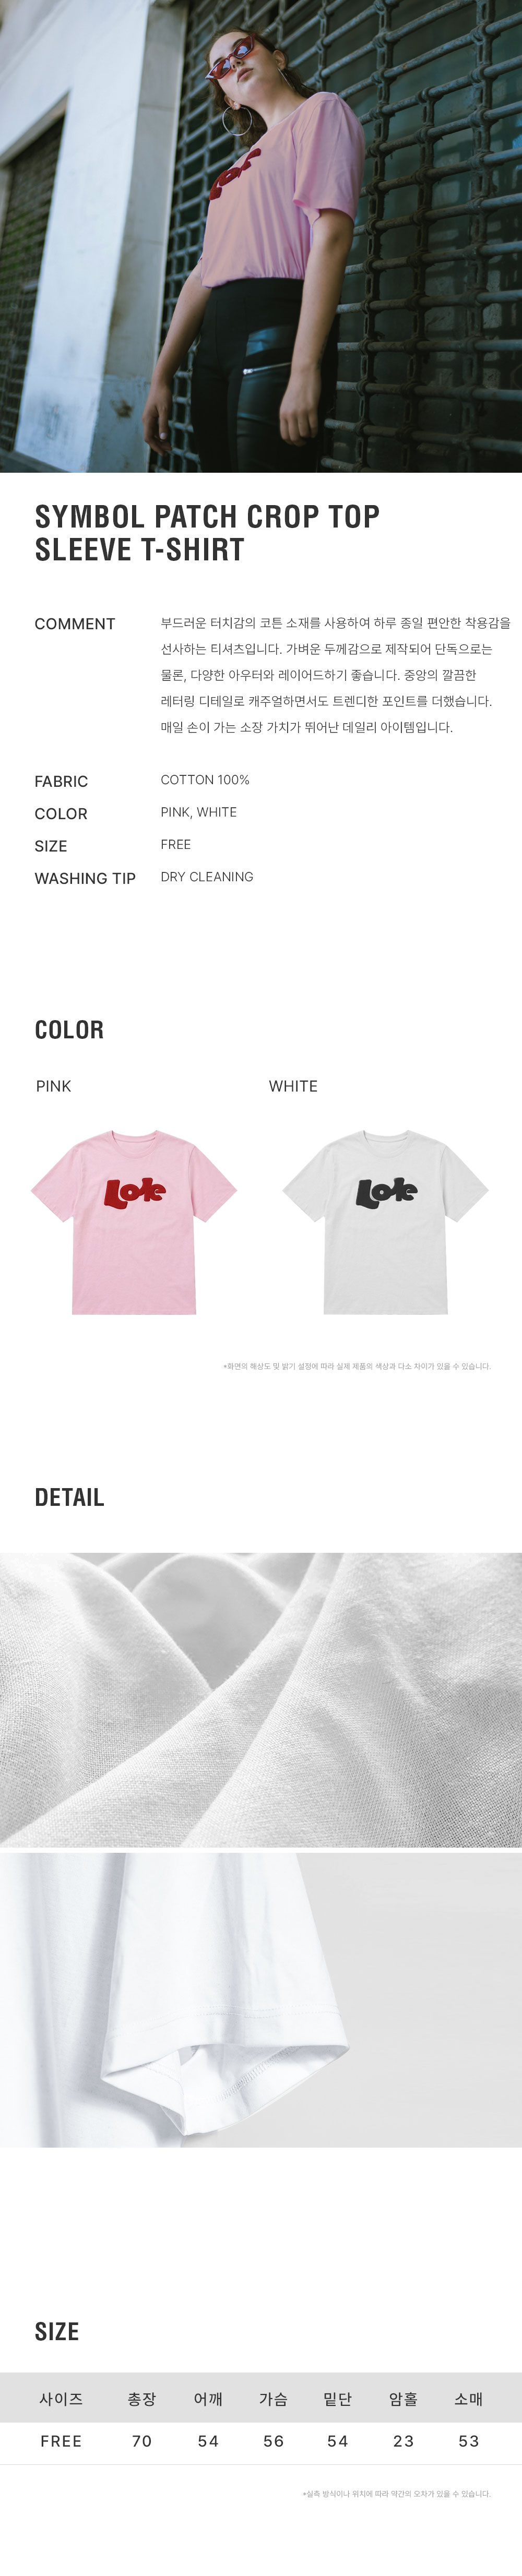 SYMBOL PATCH CROP TOP
SLEEVE T-SHIRT
COMMENT
부드러운 터치감의 코튼 소재를 사용하여 하루 종일 편안한 착용감을
선사하는 티셔츠입니다. 가벼운 두께감으로 제작되어 단독으로는
물론, 다양한 아우터와 레이어드하기 좋습니다. 중앙의 깔끔한
레터링 디테일로 캐주얼하면서도 트렌디한 포인트를 더했습니다.
매일 손이 가는 소장 가치가 뛰어난 데일리 아이템입니다.
FABRIC COTTON 100%
COLOR PINK, WHITE
SIZE FREE
WASHING TIP DRY CLEANING
COLOR
PINK WHITE
*화면의 해상도 및 밝기 설정에 따라 실제 제품의 색상과 다소 차이가 있을 수 있습니다.
DETAIL
SIZE
사이즈 총장 어깨 가슴 밑단 암홀 소매
FREE 70 54 56 54 23 53
*실측 방식이나 위치에 따라 약간의 오차가 있을 수 있습니다.